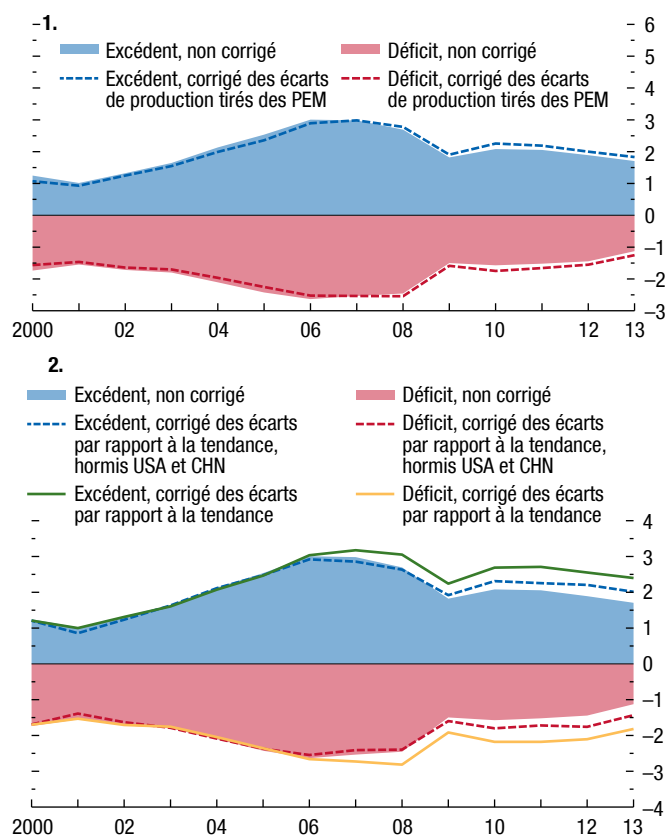 1.
Excédent, non corrigé
Déficit, non corrigé
Excédent, corrigé des écarts
de production tirés des PEM
Déficit, corrigé des écarts
de production tirés des PEM
6
5
4
3
2
1
0
–1
–2
–3
2000 02 04 06 08 10 12 13
2.
Excédent, non corrigé
Déficit, non corrigé
Excédent, corrigé des écarts
par rapport à la tendance,
hormis USA et CHN
Déficit, corrigé des écarts
par rapport à la tendance,
hormis USA et CHN
Excédent, corrigé des écarts
par rapport à la tendance
Déficit, corrigé des écarts
par rapport à la tendance
4
3
2
1
0
–1
–2
–3
–4
2000 02 04 06 08 10 12 13